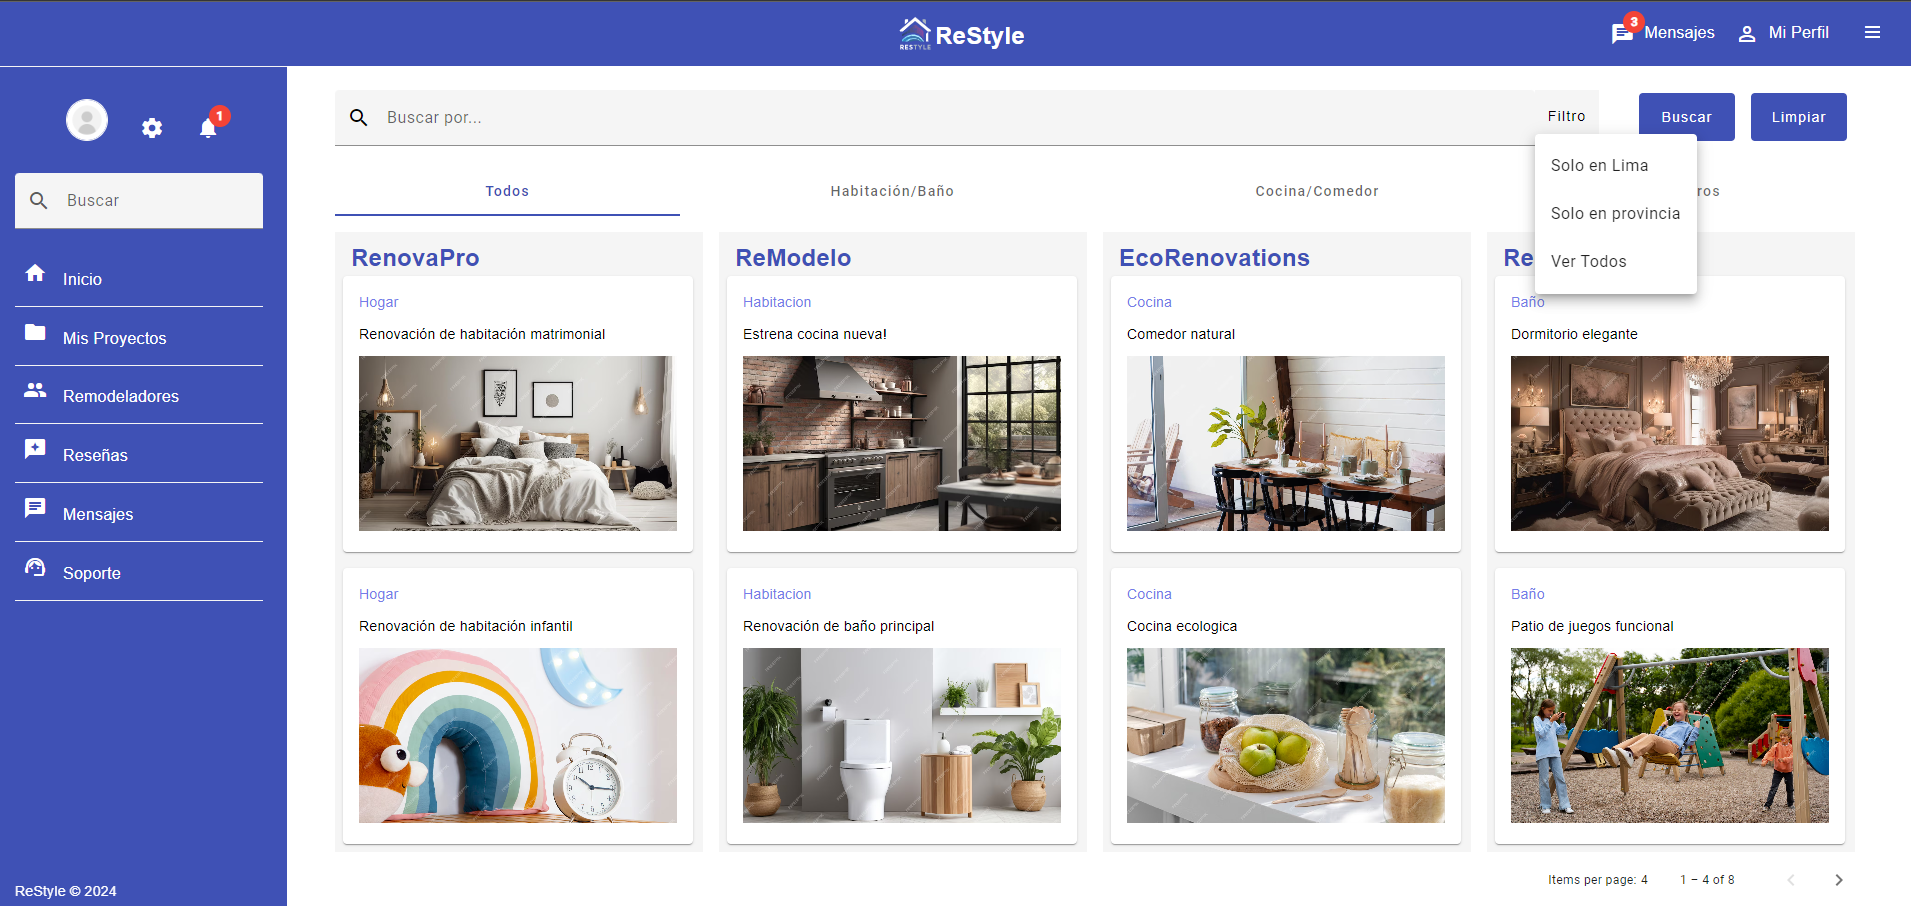 RESTYLE
ReStyle
3
Mensajes
Mi Perfil
1
Buscar
Inicio
Mis Proyectos
Remodeladores
Reseñas
Mensajes
Soporte
ReStyle © 2024
Buscar por...
Filtro
Buscar
Limpiar
Solo en Lima
Solo en provincia
Ver Todos
Todos
Habitación/Baño
Cocina/Comedor
ros
RenovaPro
Hogar
Renovación de habitación matrimonial
Hogar
Renovación de habitación infantil
ReModelo
Habitacion
Estrena cocina nueva!
Habitacion
Renovación de baño principal
EcoRenovations
Cocina
Comedor natural
Cocina
Cocina ecologica
Re
Baño
Dormitorio elegante
Baño
Patio de juegos funcional
Items per page: 4
1 – 4 of 8